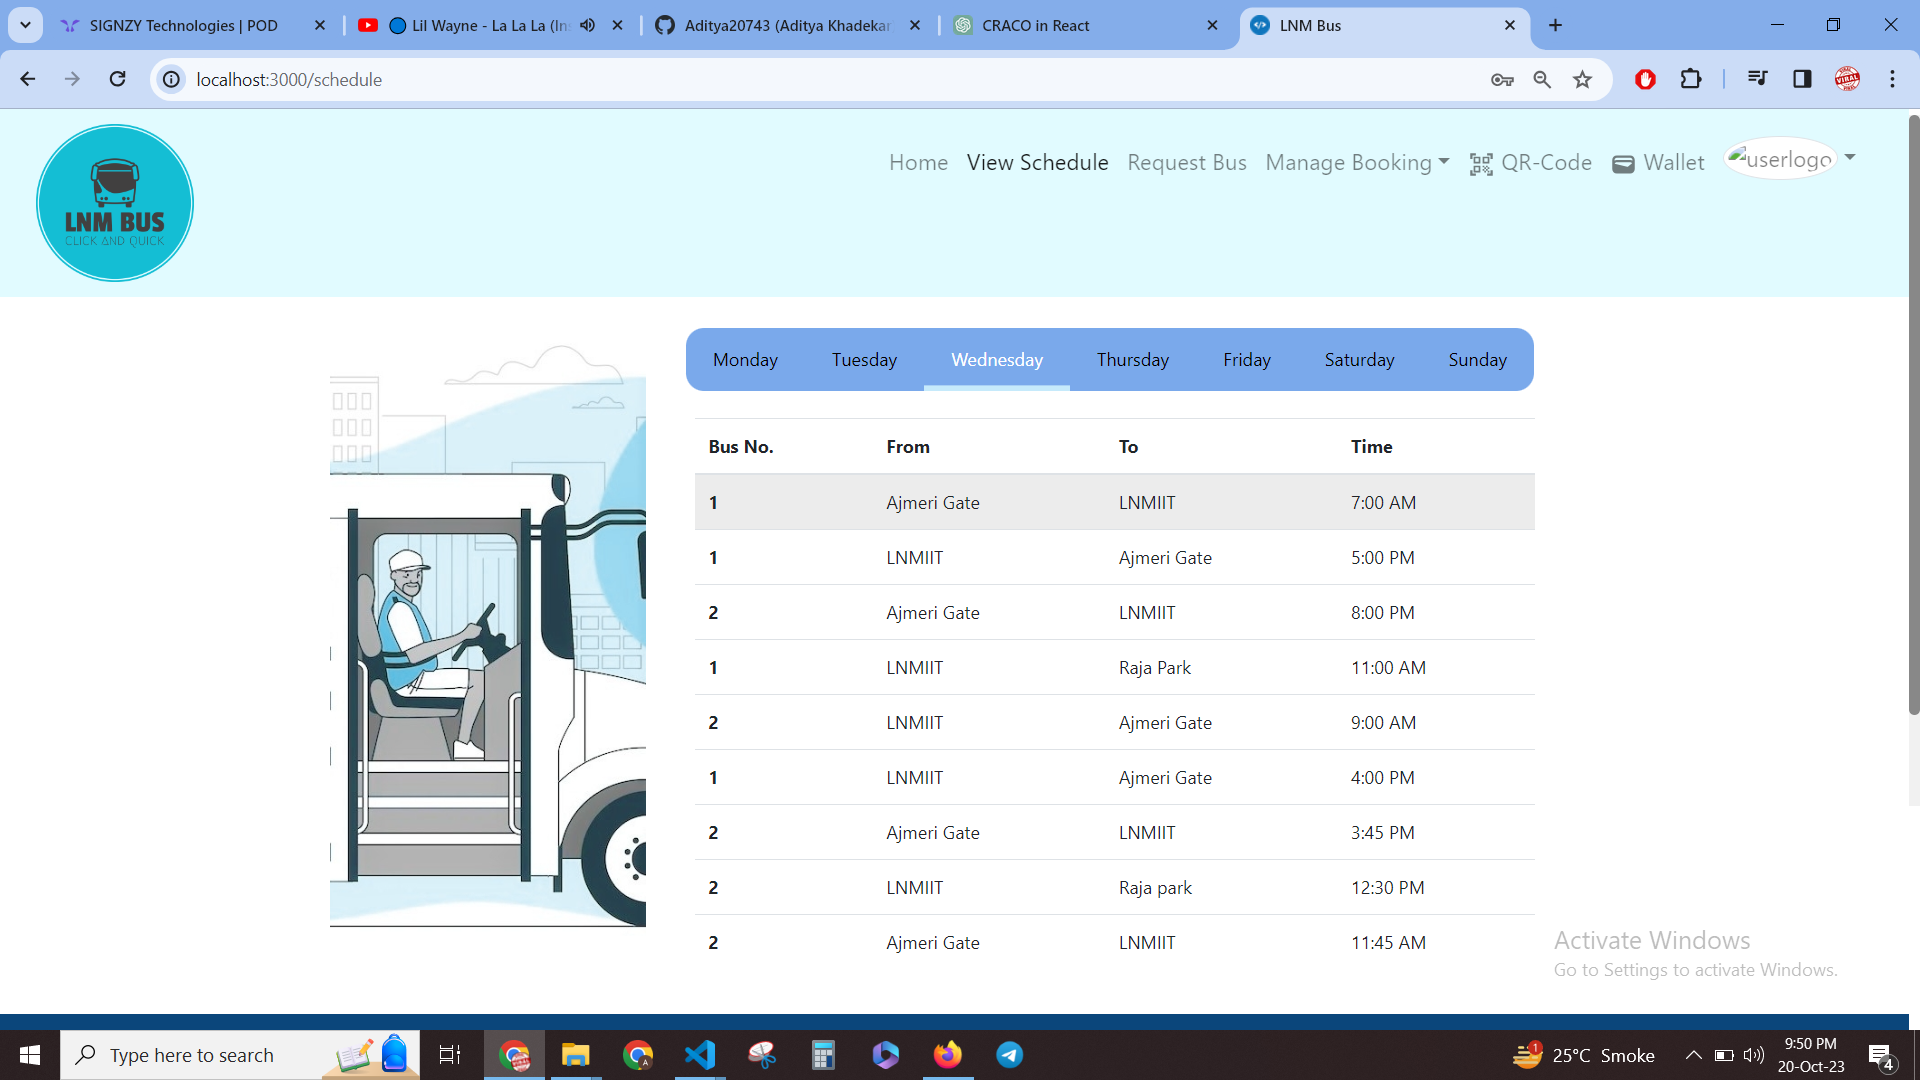 SIGNZY Technologies | POD
Lil Wayne - La La La (In
Aditya20743 (Aditya Khadekar
CRACO in React
LNM Bus
localhost:3000/schedule
LNM BUS
CLICK AND QUICK
Home View Schedule Request Bus Manage Booking QR-Code Wallet userlogo
Monday Tuesday Wednesday Thursday Friday Saturday Sunday
Bus No. From To Time
1 Ajmeri Gate LNMIIT 7:00 AM
1 LNMIIT Ajmeri Gate 5:00 PM
2 Ajmeri Gate LNMIIT 8:00 PM
1 LNMIIT Raja Park 11:00 AM
2 LNMIIT Ajmeri Gate 9:00 AM
1 LNMIIT Ajmeri Gate 4:00 PM
2 Ajmeri Gate LNMIIT 3:45 PM
2 LNMIIT Raja park 12:30 PM
2 Ajmeri Gate LNMIIT 11:45 AM
Activate Windows
Go to Settings to activate Windows.
Type here to search
1
25°C Smoke
9:50 PM
20-Oct-23
4